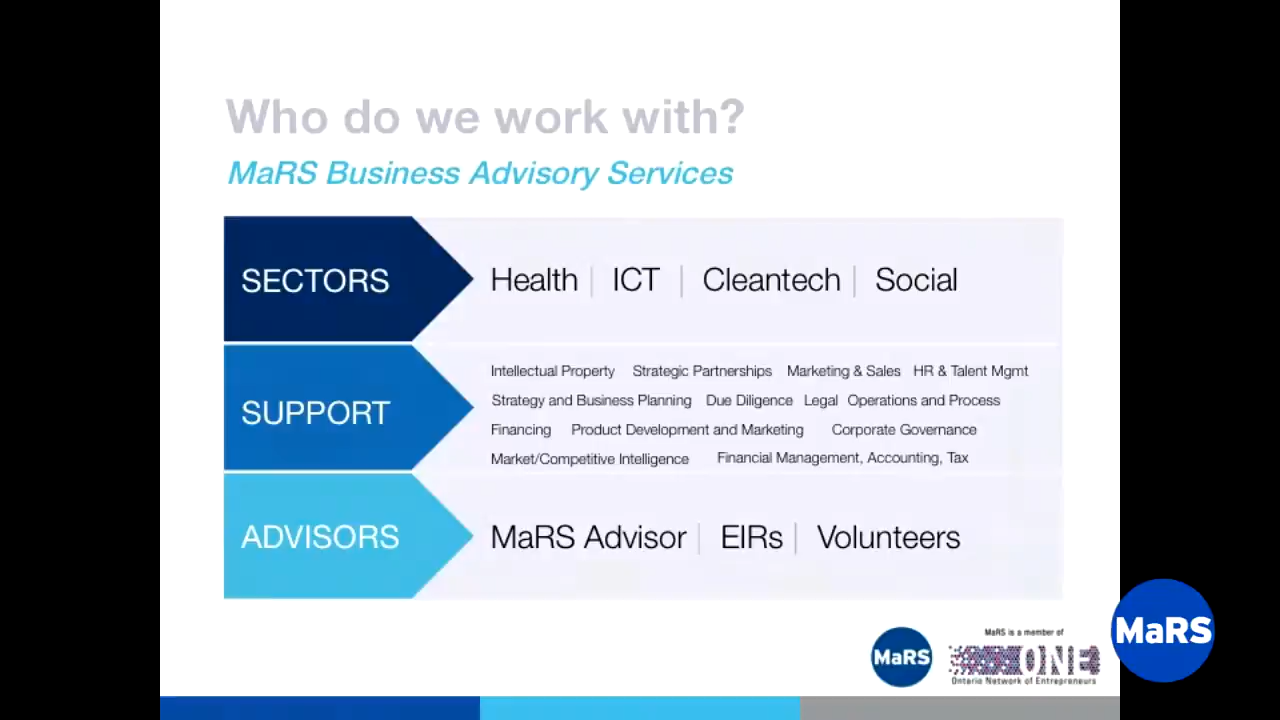 Who do we work with?
MaRS Business Advisory Services
SECTORS
Health | ICT | Cleantech | Social
SUPPORT
Intellectual Property Strategic Partnerships Marketing & Sales HR & Talent Mgmt
Strategy and Business Planning Due Diligence Legal Operations and Process
Financing Product Development and Marketing Corporate Governance
Market/Competitive Intelligence Financial Management, Accounting, Tax
ADVISORS
MaRS Advisor | EIRs | Volunteers
MaRS is a member of
MaRS
ONE
Ontario Network of Entrepreneurs
MaRS